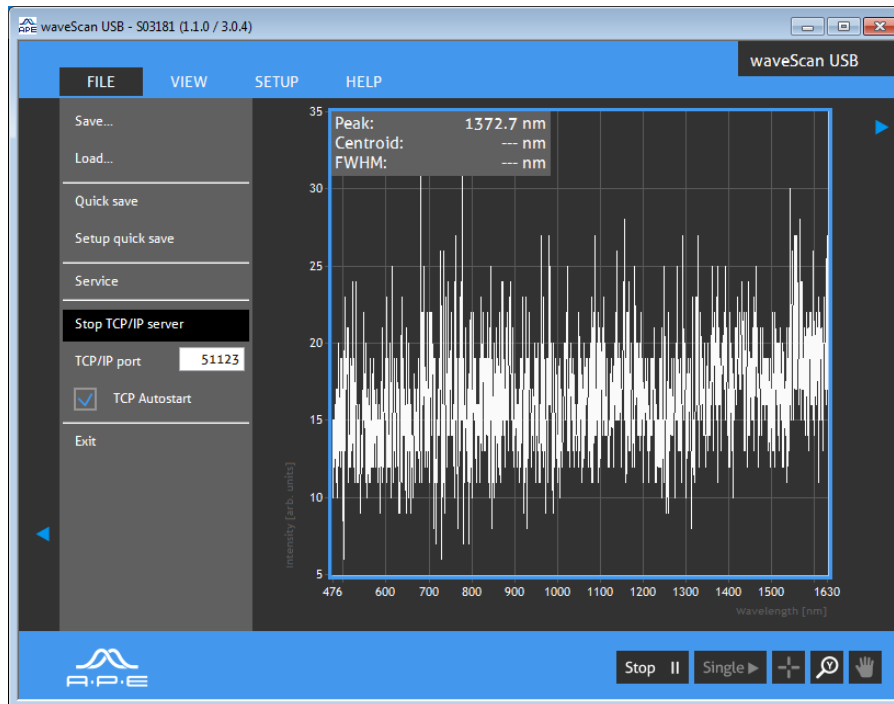 APE waveScan USB - S03181 (1.1.0 / 3.0.4)
waveScan USB
FILE VIEW SETUP HELP
Save...
Load...
Quick save
Setup quick save
Service
Stop TCP/IP server
TCP/IP port 51123
TCP Autostart
Exit
Peak: 1372.7 nm
Centroid: --- nm
FWHM: --- nm
35
30
25
20
15
10
5
Intensity [arb. units]
476 600 700 800 900 1000 1100 1200 1300 1400 1500 1630
Wavelength [nm]
A·P·E
Stop Single
Y